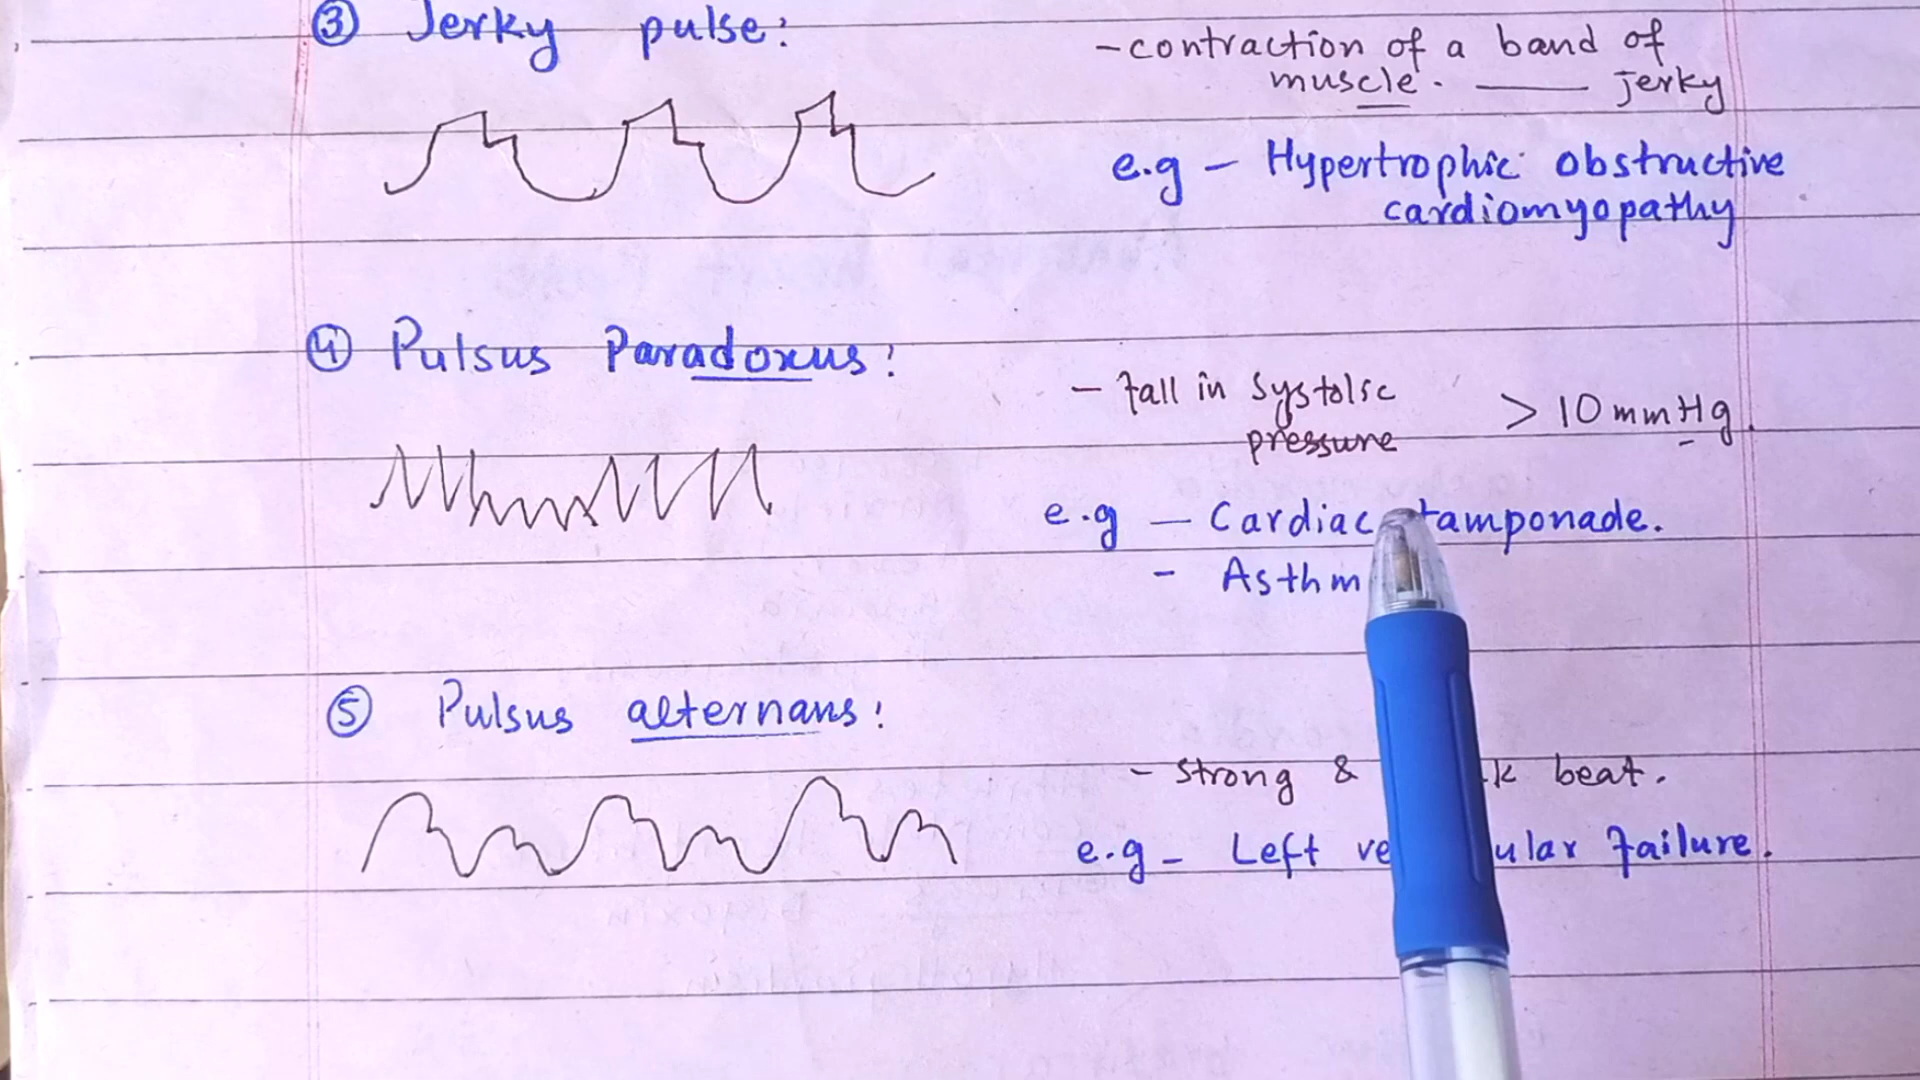 ③ Jerky pulse:
- contraction of a band of
muscle. — jerky
e.g - Hypertrophic obstructive
cardiomyopathy
④ Pulsus Paradoxus:
- fall in systolic > 10 mmHg.
pressure
e.g - Cardiac tamponade.
- Asthm
⑤ Pulsus alternans:
- strong & k beat.
e.g - Left ve ular failure.